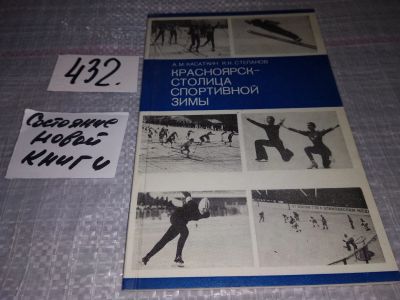 432.
Состояние
новой
книги
А.М. КАСАТКИН И.Н. СТЕПАНОВ
КРАСНОЯРСК-
СТОЛИЦА
СПОРТИВНОЙ
ЗИМЫ